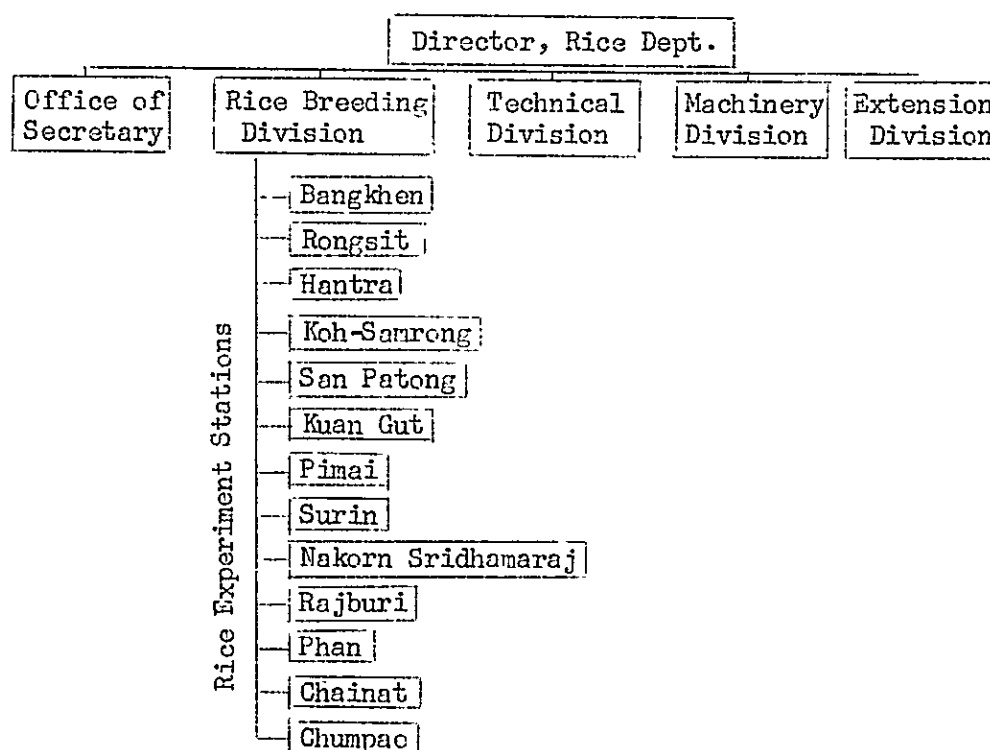 Director, Rice Dept.
Office of
Secretary
Rice Breeding
Division
Technical
Division
Machinery
Division
Extension
Division
Rice Experiment Stations
Bangkhen
Rongsit
Hantra
Koh-Samrong
San Patong
Kuan Gut
Pimai
Surin
Nakorn Sridhamaraj
Rajburi
Phan
Chainat
Chumpac